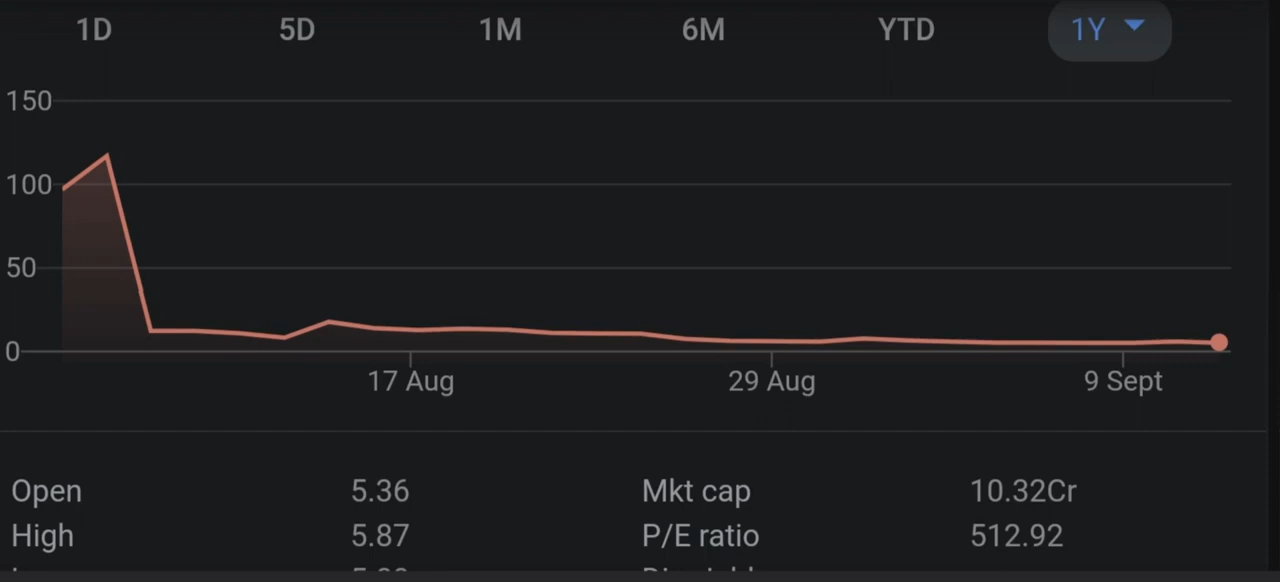 1D 5D 1M 6M YTD 1Y
150
100
50
0
17 Aug 29 Aug 9 Sept
Open 5.36 Mkt cap 10.32Cr
High 5.87 P/E ratio 512.92